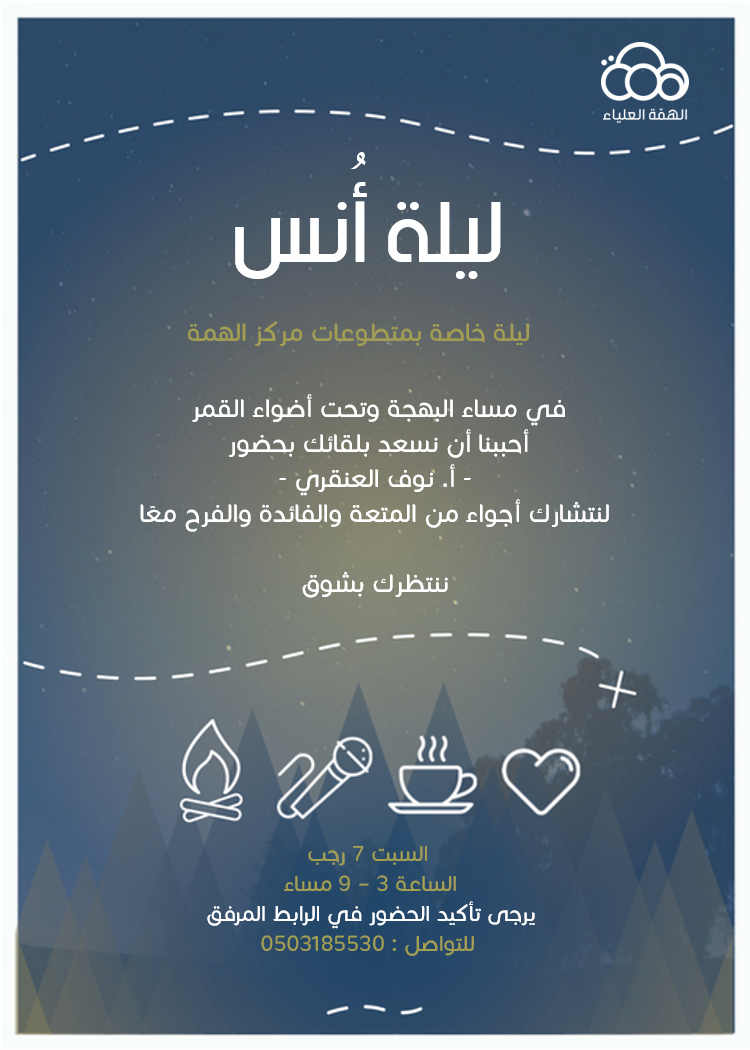 الهمّة العلياء
ليلة أُنس
ليلة خاصة بمتطوعات مركز الهمة
في مساء البهجة وتحت أضواء القمر
أحببنا أن نسعد بلقائك بحضور
- أ. نوف العنقري -
لنتشارك أجواء من المتعة والفائدة والفرح معًا
ننتظرك بشوق
السبت 7 رجب
الساعة 3 - 9 مساء
يرجى تأكيد الحضور في الرابط المرفق
للتواصل : 0503185530